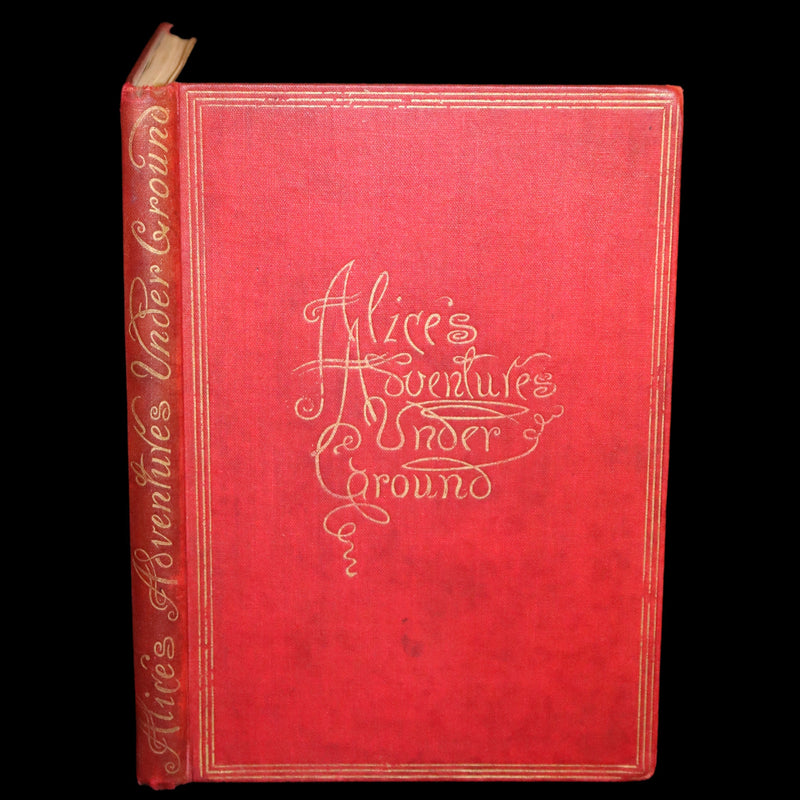 Alice's Adventures Under Ground
Alice's
Adventures
Under
Ground